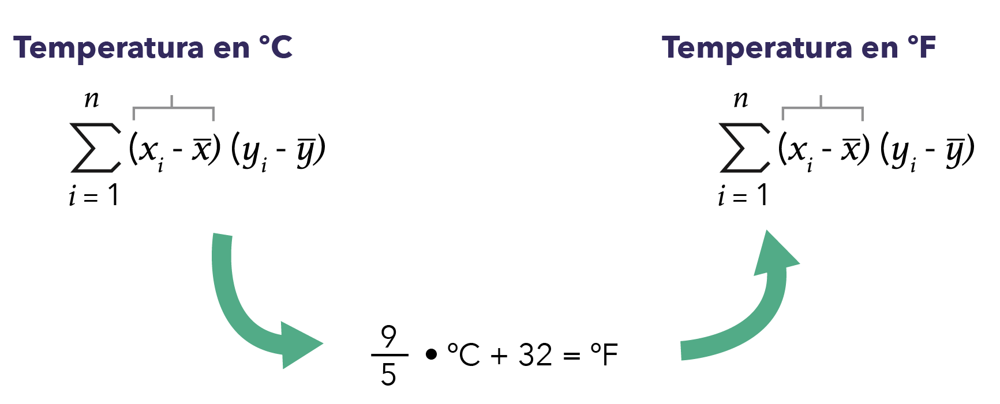 Temperatura en °C
n
∑ (xᵢ - x̅) (yᵢ - y̅)
i = 1
Temperatura en °F
n
∑ (xᵢ - x̅) (yᵢ - y̅)
i = 1
9/5 • °C + 32 = °F